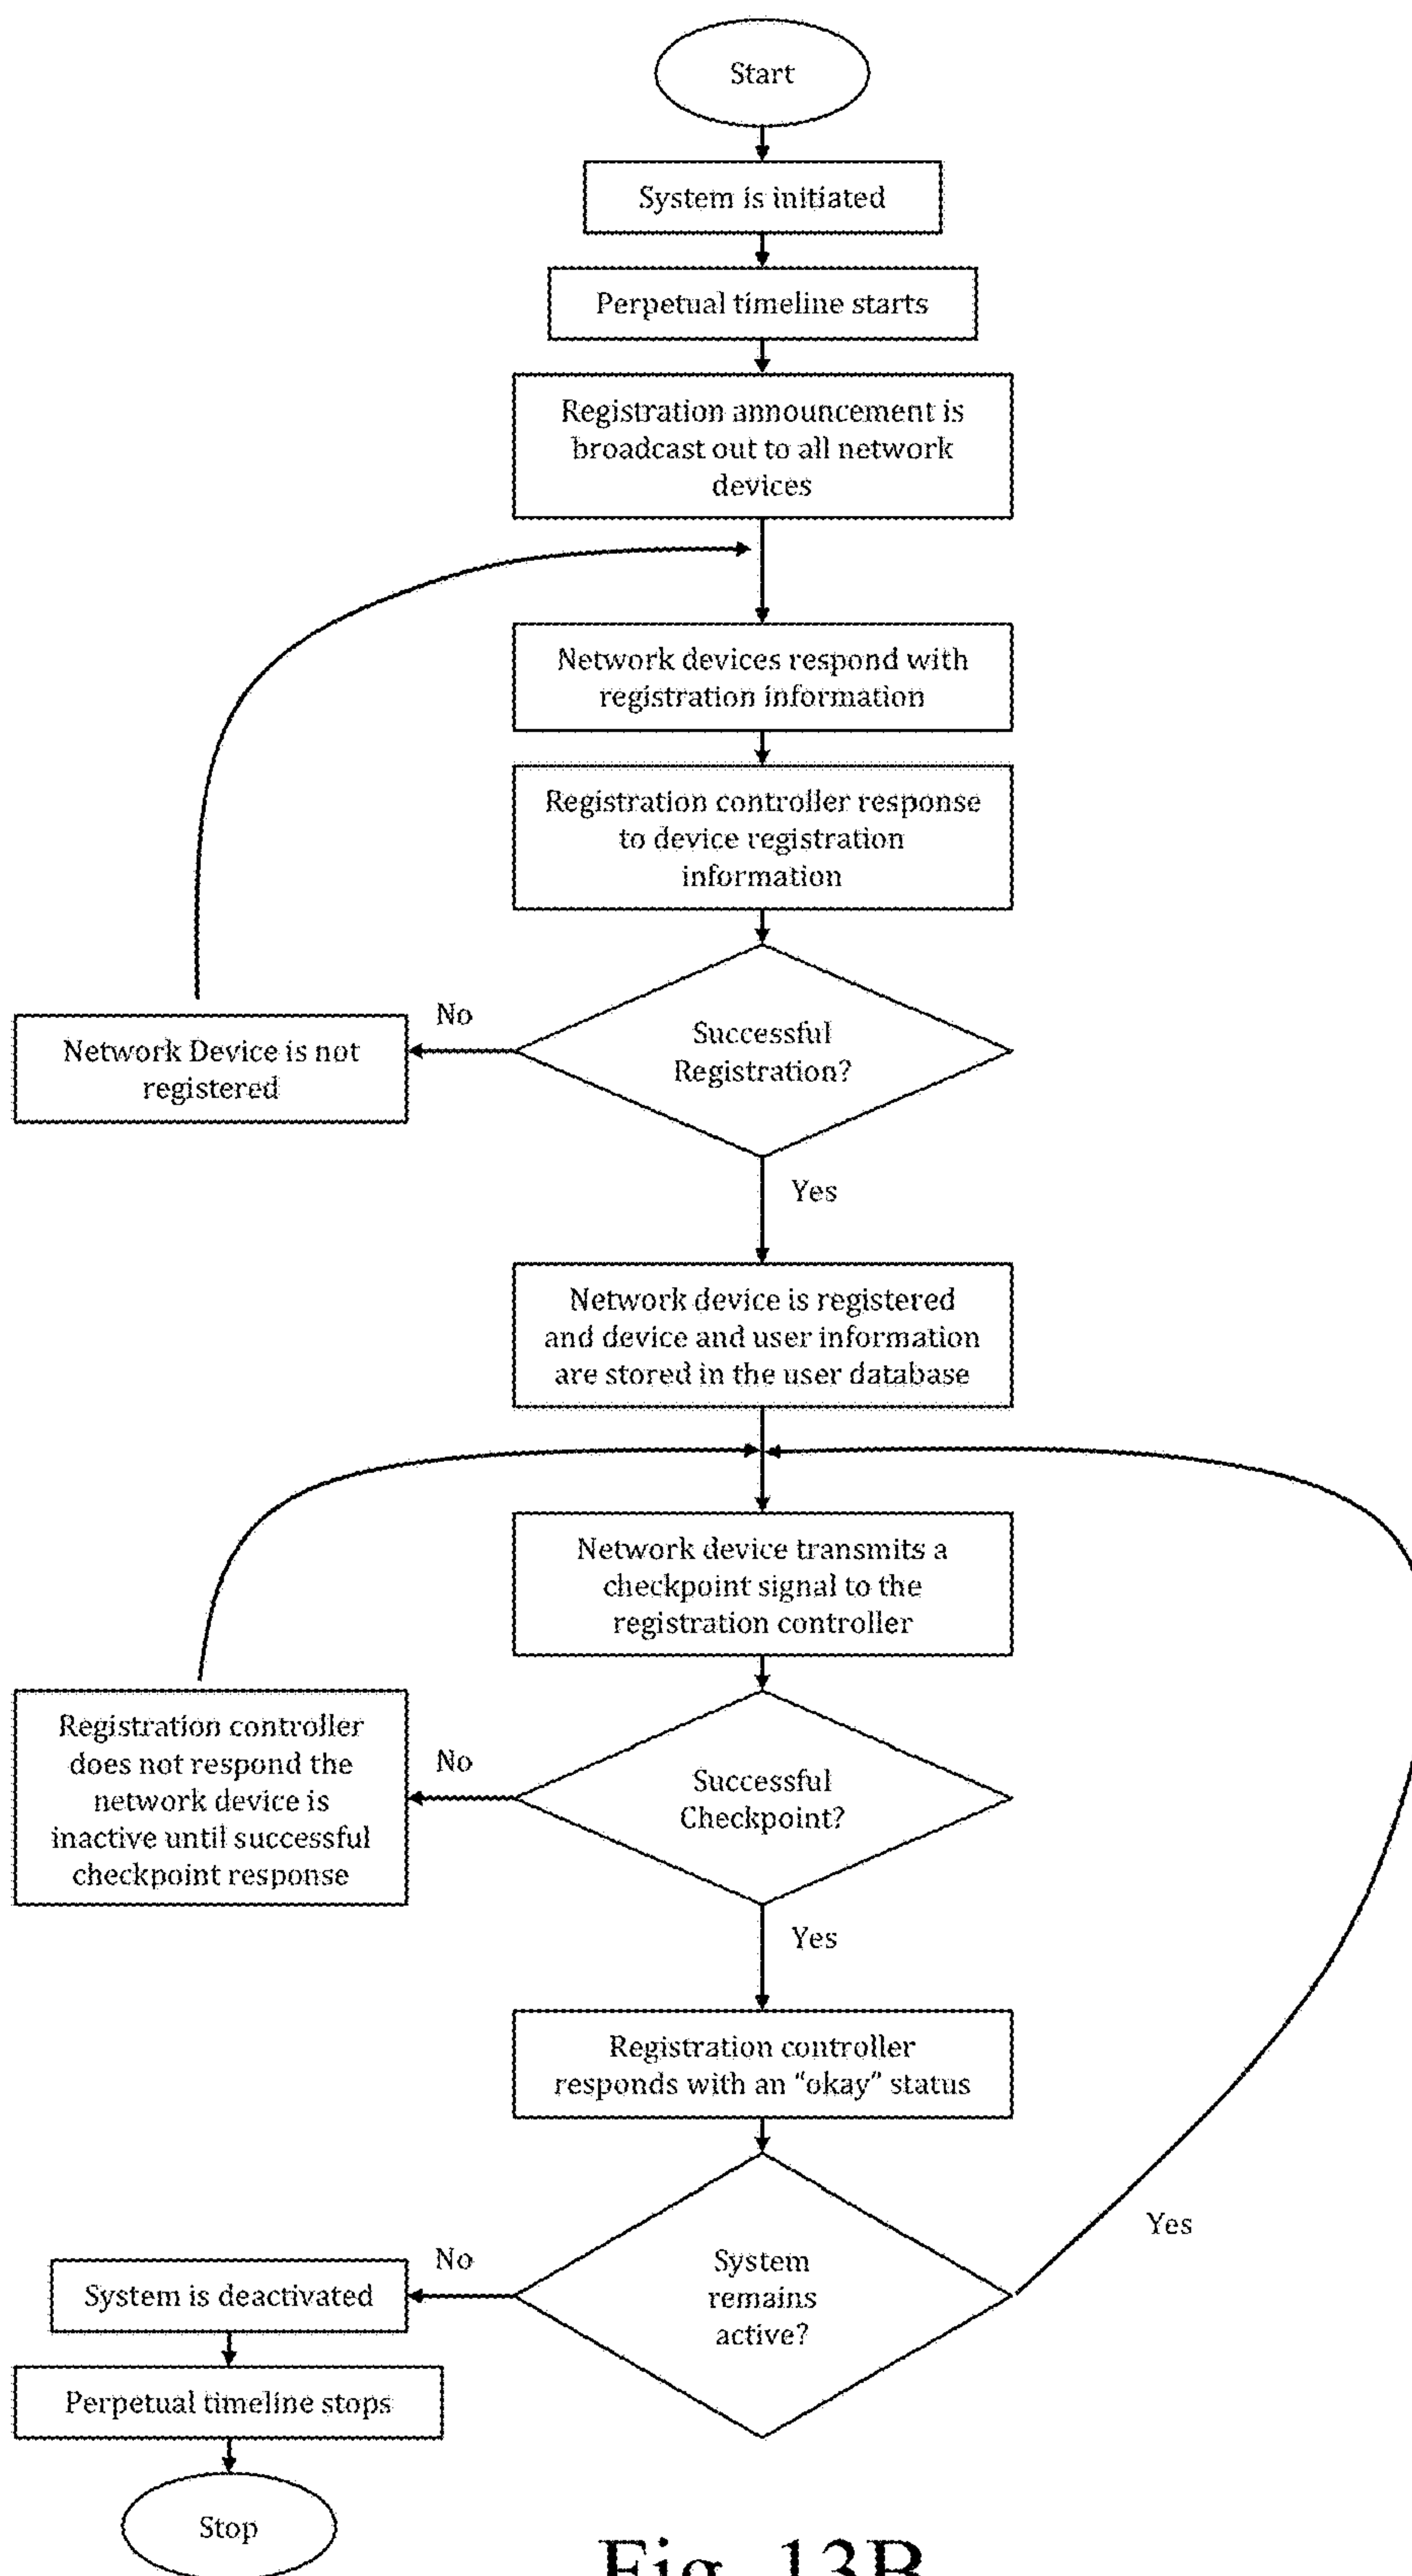 Start
System is initiated
Perpetual timeline starts
Registration announcement is
broadcast out to all network
devices
Network devices respond with
registration information
Registration controller response
to device registration
information
Successful
Registration?
No
Network Device is not
registered
Yes
Network device is registered
and device and user information
are stored in the user database
Network device transmits a
checkpoint signal to the
registration controller
Successful
Checkpoint?
No
Registration controller
does not respond the
network device is
inactive until successful
checkpoint response
Yes
Registration controller
responds with an “okay” status
System
remains
active?
Yes
No
System is deactivated
Perpetual timeline stops
Stop
Fig. 13B